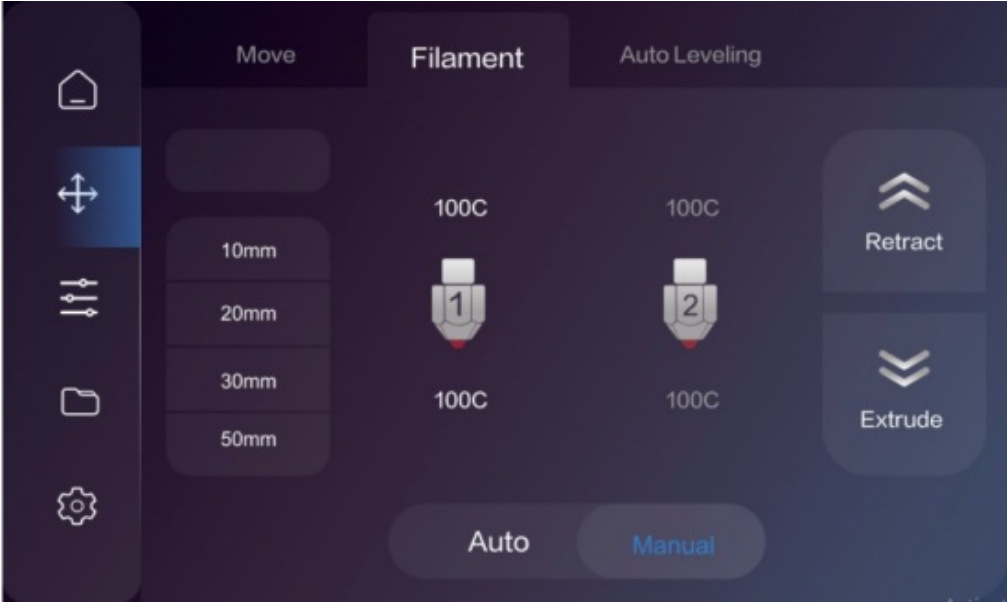 Move Filament Auto Leveling
100C 100C
Retract
10mm
20mm
30mm
50mm
1 2
100C 100C
Extrude
Auto Manual